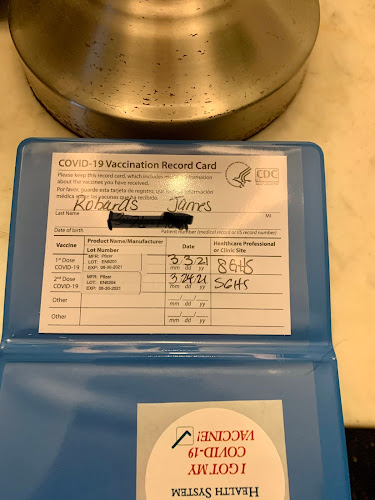 COVID-19 Vaccination Record Card
Please keep this record card, which includes medical information
about the vaccines you have received.
Por favor, guarde esta tarjeta de registro, que incluye información
médica sobre las vacunas que ha recibido.
CDC
Robards James
Last Name MI
Date of birth Patient number (medical record or IIS record number)
Vaccine Product Name/Manufacturer Date Healthcare Professional
Lot Number or Clinic Site
1st Dose MFR: Pfizer 3.3.21 SGHS
COVID-19 LOT: EN6201 mm dd yy
EXP: 06-30-2021
2nd Dose MFR: Pfizer 3.24.21 SGHS
COVID-19 LOT: mm dd yy
EXP: 06-30-2021
Other
mm dd yy
Other
mm dd yy
HEALTH SYSTEM
I GOT MY
COVID-19
VACCINE!